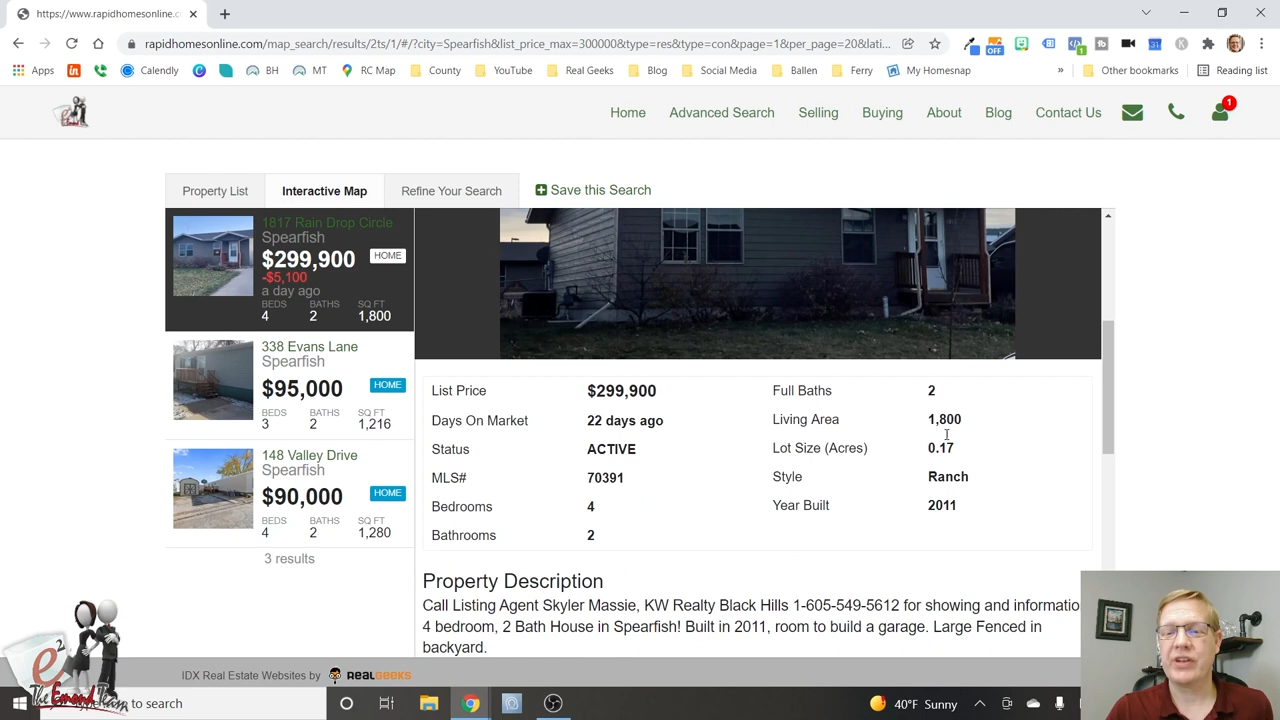 https://www.rapidhomesonline.c
rapidhomesonline.com/map_search/results/gtv/1/#/?city=Spearfish&list_price_max=300000&type=res&type=con&page=1&per_page=20&lati...
OFF
1
31
Apps
Calendly
BH
MT
RC Map
County
YouTube
Real Geeks
Blog
Social Media
Ballen
Ferry
My Homesnap
»
Other bookmarks
Reading list
Home
Advanced Search
Selling
Buying
About
Blog
Contact Us
1
Property List
Interactive Map
Refine Your Search
Save this Search
1817 Rain Drop Circle
Spearfish
$299,900
HOME
-$5,100
a day ago
BEDS BATHS SQ FT
4 2 1,800
338 Evans Lane
Spearfish
$95,000
HOME
BEDS BATHS SQ FT
3 2 1,216
148 Valley Drive
Spearfish
$90,000
HOME
BEDS BATHS SQ FT
4 2 1,280
3 results
List Price $299,900
Days On Market 22 days ago
Status ACTIVE
MLS# 70391
Bedrooms 4
Bathrooms 2
Full Baths 2
Living Area 1,800
Lot Size (Acres) 0.17
Style Ranch
Year Built 2011
Property Description
Call Listing Agent Skyler Massie, KW Realty Black Hills 1-605-549-5612 for showing and informatio
4 bedroom, 2 Bath House in Spearfish! Built in 2011, room to build a garage. Large Fenced in
backyard.
IDX Real Estate Websites by REALGEEKS
e2
The Emond Team
to search
40°F Sunny